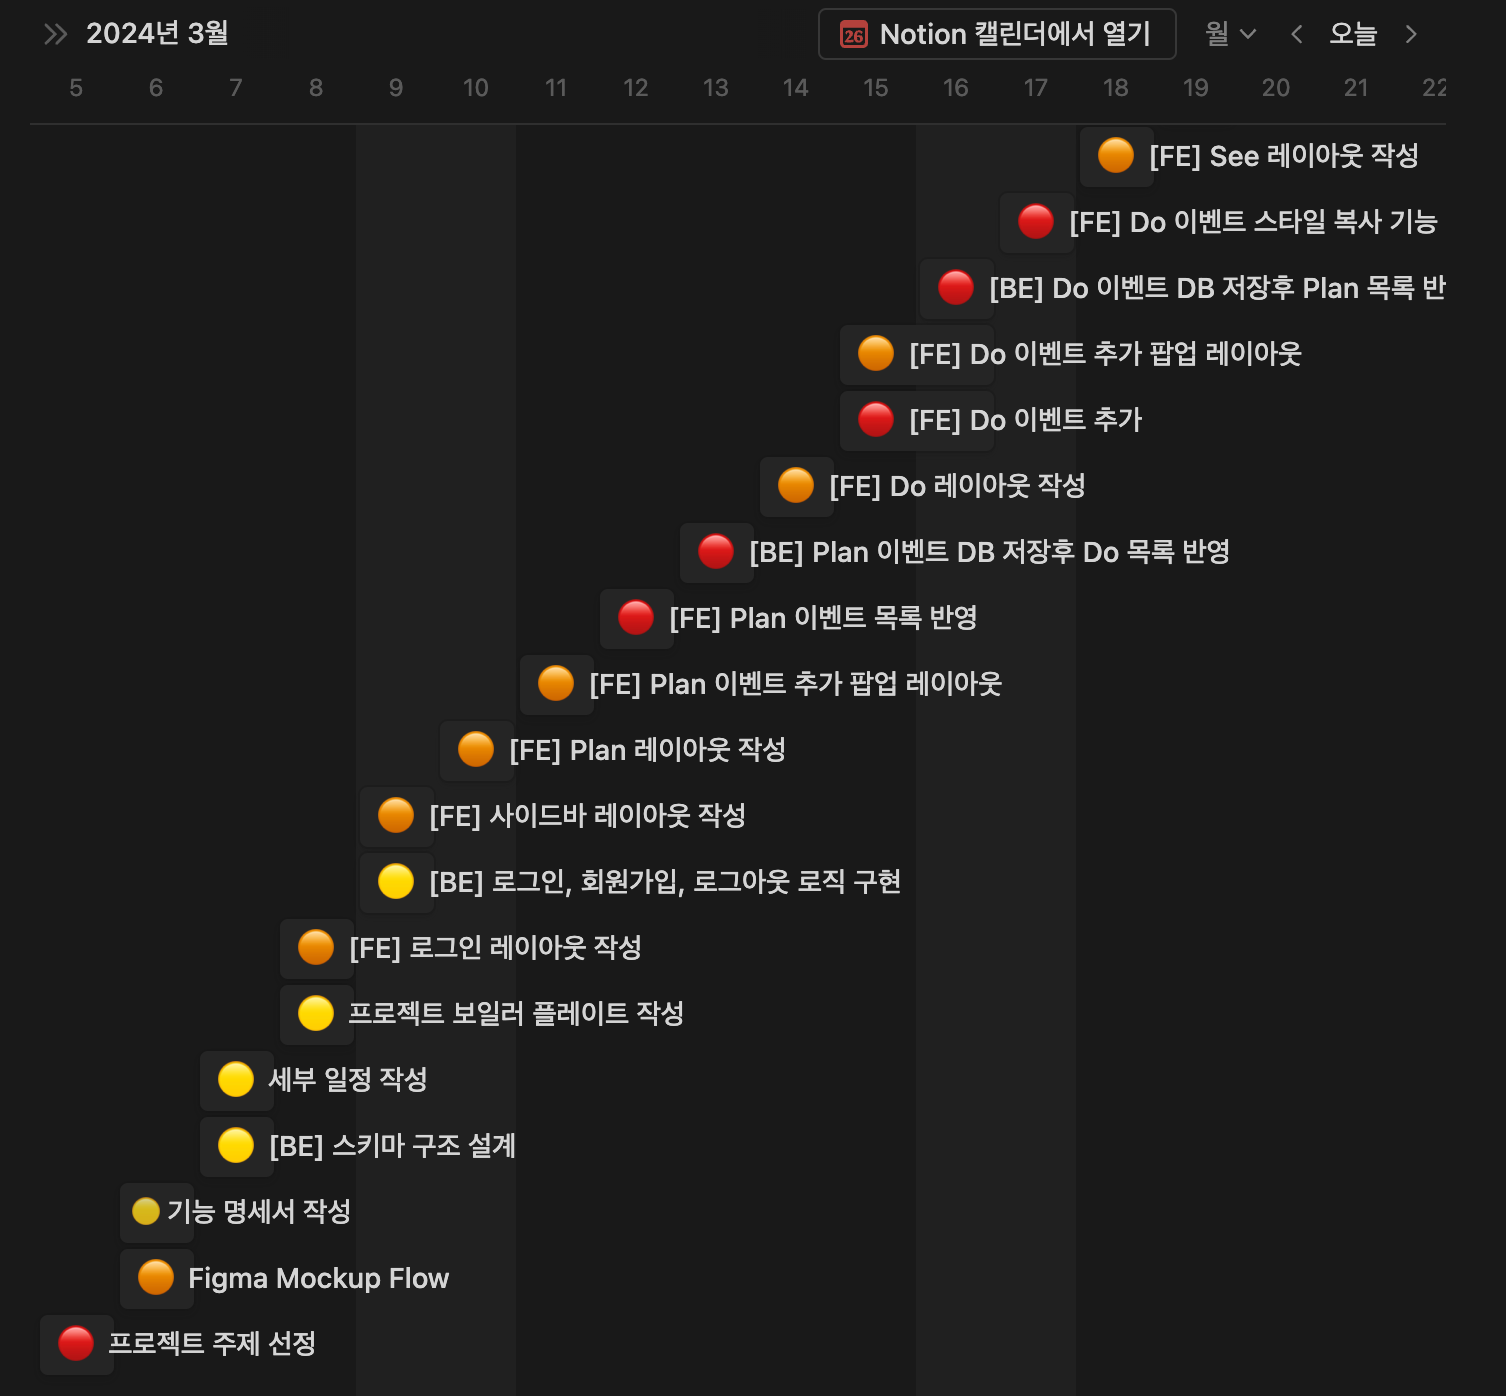 2024년 3월
26 Notion 캘린더에서 열기 월 오늘
5 6 7 8 9 10 11 12 13 14 15 16 17 18 19 20 21 22
[FE] See 레이아웃 작성
[FE] Do 이벤트 스타일 복사 기능
[BE] Do 이벤트 DB 저장후 Plan 목록 반
[FE] Do 이벤트 추가 팝업 레이아웃
[FE] Do 이벤트 추가
[FE] Do 레이아웃 작성
[BE] Plan 이벤트 DB 저장후 Do 목록 반영
[FE] Plan 이벤트 목록 반영
[FE] Plan 이벤트 추가 팝업 레이아웃
[FE] Plan 레이아웃 작성
[FE] 사이드바 레이아웃 작성
[BE] 로그인, 회원가입, 로그아웃 로직 구현
[FE] 로그인 레이아웃 작성
프로젝트 보일러 플레이트 작성
세부 일정 작성
[BE] 스키마 구조 설계
기능 명세서 작성
Figma Mockup Flow
프로젝트 주제 선정